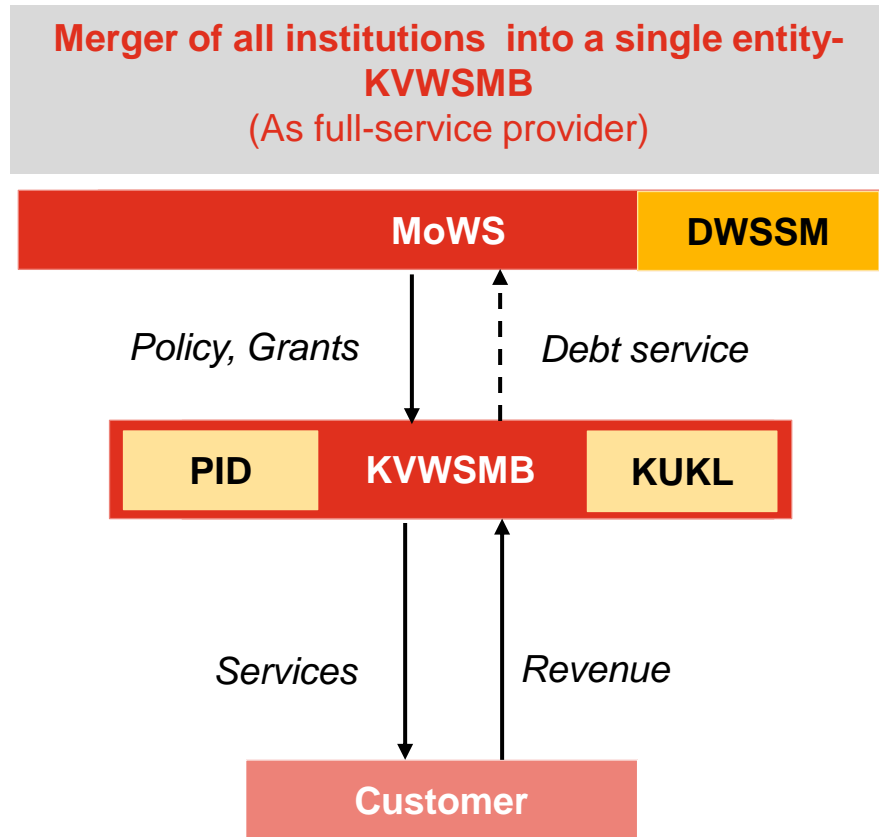 Merger of all institutions into a single entity-
KVWSMB
(As full-service provider)
MoWS
DWSSM
Policy, Grants
Debt service
PID
KVWSMB
KUKL
Services
Revenue
Customer